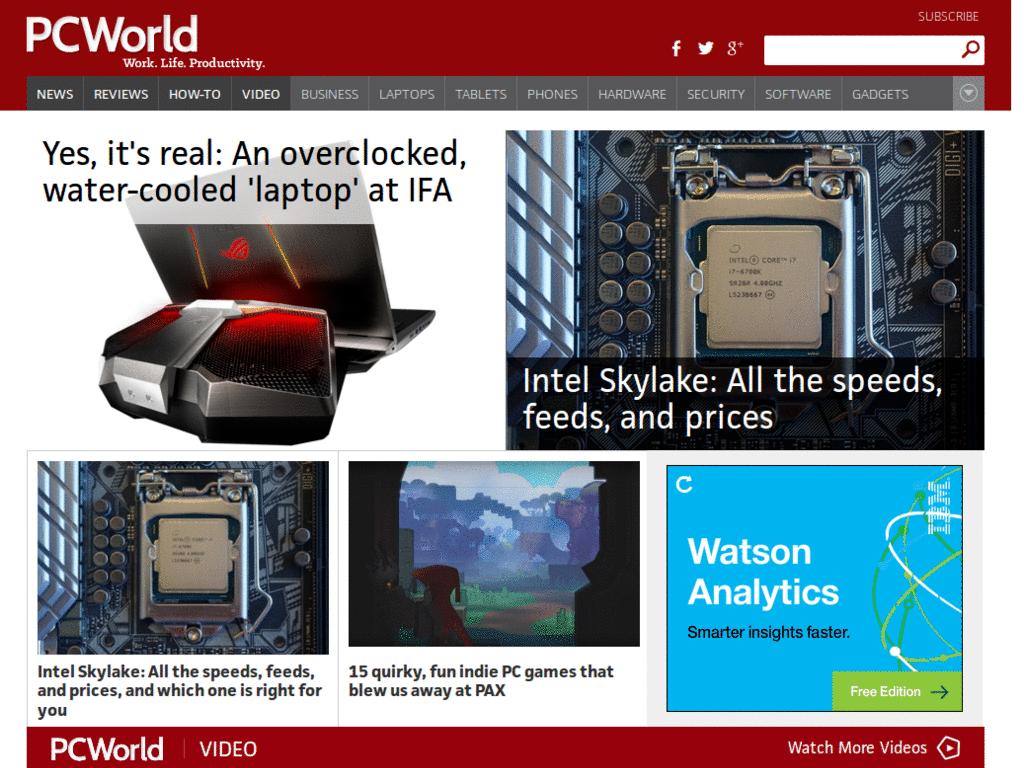 SUBSCRIBE
PCWorld
Work. Life. Productivity.
NEWS REVIEWS HOW-TO VIDEO BUSINESS LAPTOPS TABLETS PHONES HARDWARE SECURITY SOFTWARE GADGETS
Yes, it's real: An overclocked,
water-cooled 'laptop' at IFA
DIGI+
INTEL® CORE™ i7
i7-6700K
4.00GHZ
Intel Skylake: All the speeds,
feeds, and prices
Intel Skylake: All the speeds, feeds,
and prices, and which one is right for
you
15 quirky, fun indie PC games that
blew us away at PAX
IBM
Watson
Analytics
Smarter insights faster.
Free Edition
PCWorld VIDEO
Watch More Videos